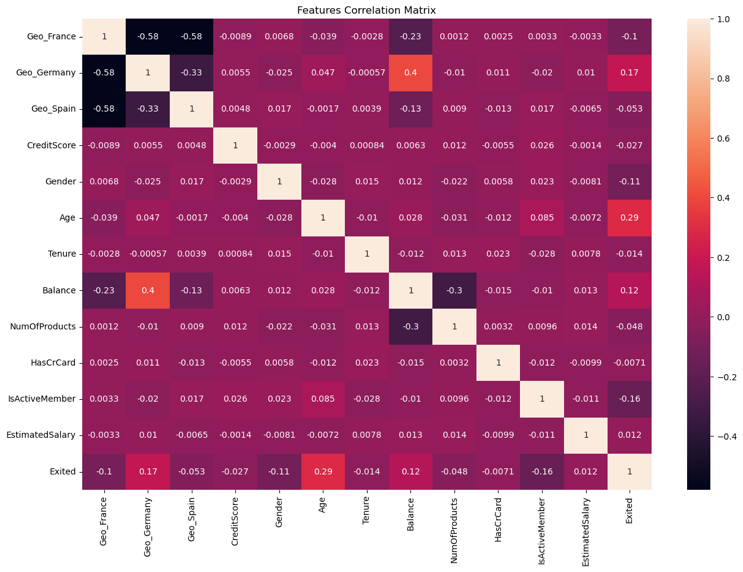 Features Correlation Matrix
Geo_France 1 -0.58 -0.58 -0.0089 0.0068 -0.039 -0.0028 -0.23 0.0012 0.0025 0.0033 -0.0033 -0.1
Geo_Germany -0.58 1 -0.33 0.0055 -0.025 0.047 -0.00057 0.4 -0.01 0.011 -0.02 0.01 0.17
Geo_Spain -0.58 -0.33 1 0.0048 0.017 -0.0017 0.0039 -0.13 0.009 -0.013 0.017 -0.0065 -0.053
CreditScore -0.0089 0.0055 0.0048 1 -0.0029 -0.004 0.00084 0.0063 0.012 -0.0055 0.026 -0.0014 -0.027
Gender 0.0068 -0.025 0.017 -0.0029 1 -0.028 0.015 0.012 -0.022 0.0058 0.023 -0.0081 -0.11
Age -0.039 0.047 -0.0017 -0.004 -0.028 1 -0.01 0.028 -0.031 -0.012 0.085 -0.0072 0.29
Tenure -0.0028 -0.00057 0.0039 0.00084 0.015 -0.01 1 -0.012 0.013 0.023 -0.028 0.0078 -0.014
Balance -0.23 0.4 -0.13 0.0063 0.012 0.028 -0.012 1 -0.3 -0.015 -0.01 0.013 0.12
NumOfProducts 0.0012 -0.01 0.009 0.012 -0.022 -0.031 0.013 -0.3 1 0.0032 0.0096 0.014 -0.048
HasCrCard 0.0025 0.011 -0.013 -0.0055 0.0058 -0.012 0.023 -0.015 0.0032 1 -0.012 -0.0099 -0.0071
IsActiveMember 0.0033 -0.02 0.017 0.026 0.023 0.085 -0.028 -0.01 0.0096 -0.012 1 -0.011 -0.16
EstimatedSalary -0.0033 0.01 -0.0065 -0.0014 -0.0081 -0.0072 0.0078 0.013 0.014 -0.0099 -0.011 1 0.012
Exited -0.1 0.17 -0.053 -0.027 -0.11 0.29 -0.014 0.12 -0.048 -0.0071 -0.16 0.012 1
Geo_France
Geo_Germany
Geo_Spain
CreditScore
Gender
Age
Tenure
Balance
NumOfProducts
HasCrCard
IsActiveMember
EstimatedSalary
Exited
1.0
0.8
0.6
0.4
0.2
0.0
−0.2
−0.4